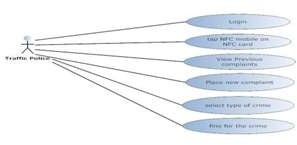 Login
tap NFC mobile on
NFC card
View Previous
complaints
Place new complaint
select type of crime
fine for the crime
Traffic Police